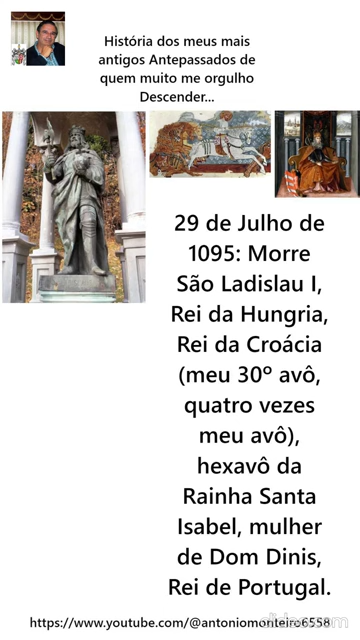 História dos meus mais
antigos Antepassados de
quem muito me orgulho
Descender...
29 de Julho de
1095: Morre
São Ladislau I,
Rei da Hungria,
Rei da Croácia
(meu 30º avô,
quatro vezes
meu avô),
hexavô da
Rainha Santa
Isabel, mulher
de Dom Dinis,
Rei de Portugal.
https://www.youtube.com/@antoniomonteiro6558